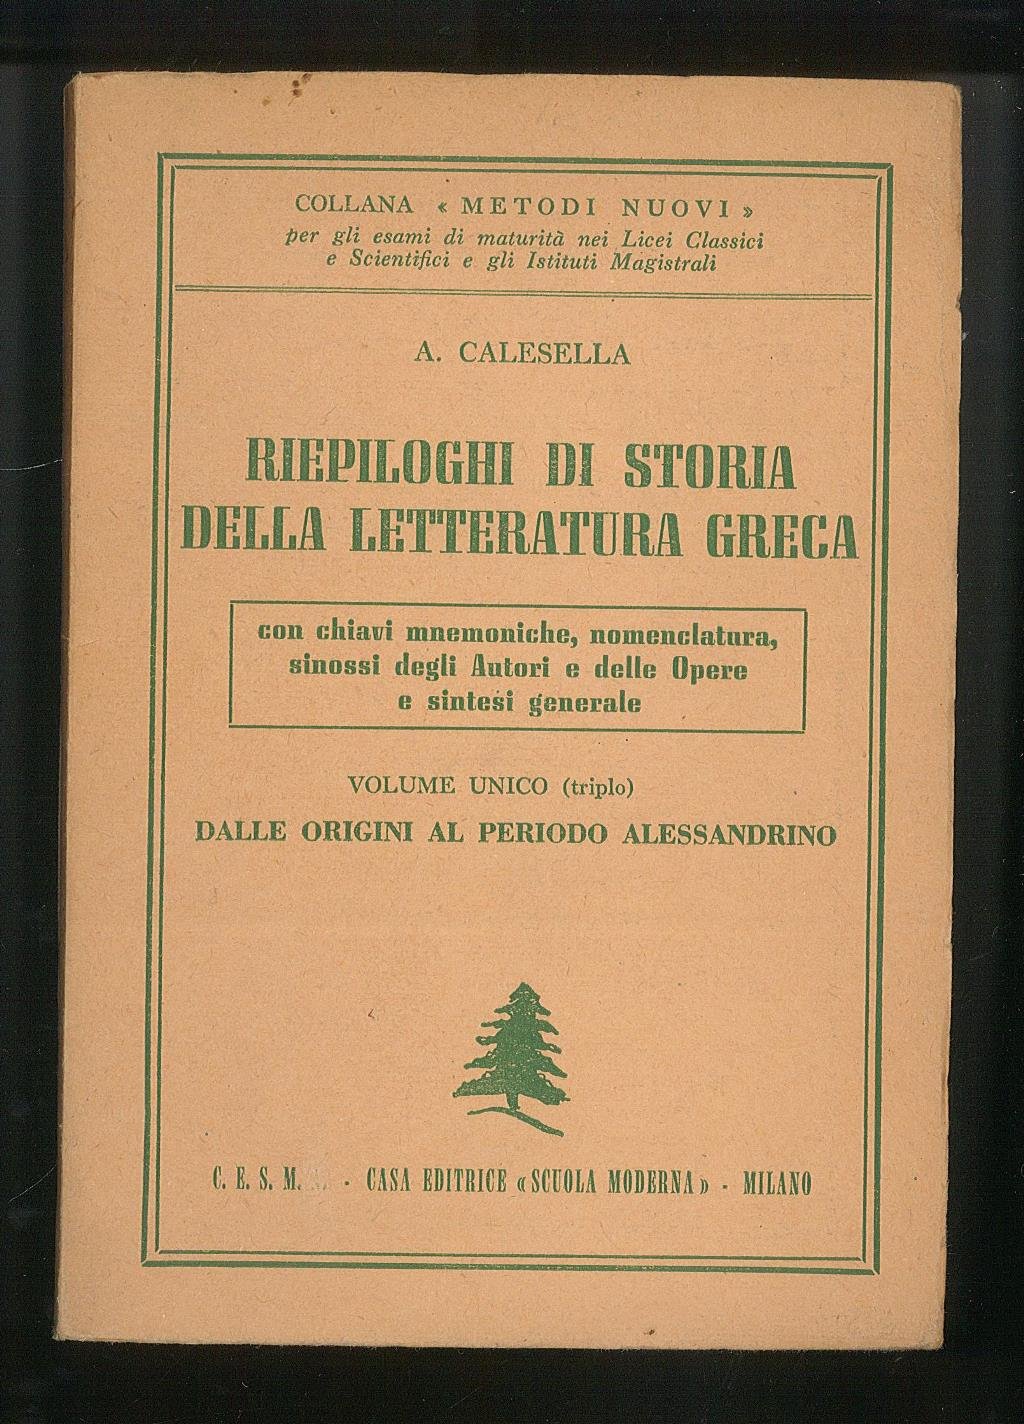 COLLANA « METODI NUOVI »
per gli esami di maturità nei Licei Classici
e Scientifici e gli Istituti Magistrali
A. CALESELLA
RIEPILOGHI DI STORIA
DELLA LETTERATURA GRECA
con chiavi mnemoniche, nomenclatura,
sinossi degli Autori e delle Opere
e sintesi generale
VOLUME UNICO (triplo)
DALLE ORIGINI AL PERIODO ALESSANDRINO
C. E. S. M. - CASA EDITRICE «SCUOLA MODERNA» - MILANO